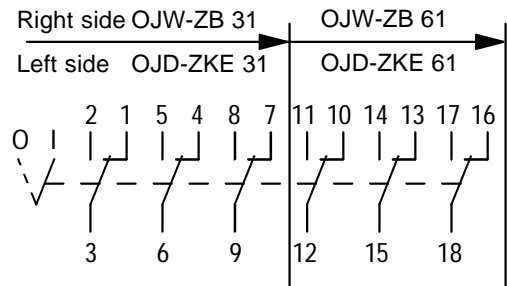 Right side OJW-ZB 31 OJW-ZB 61
Left side OJD-ZKE 31 OJD-ZKE 61
2 1 5 4 8 7 11 10 14 13 17 16
O I
3 6 9 12 15 18